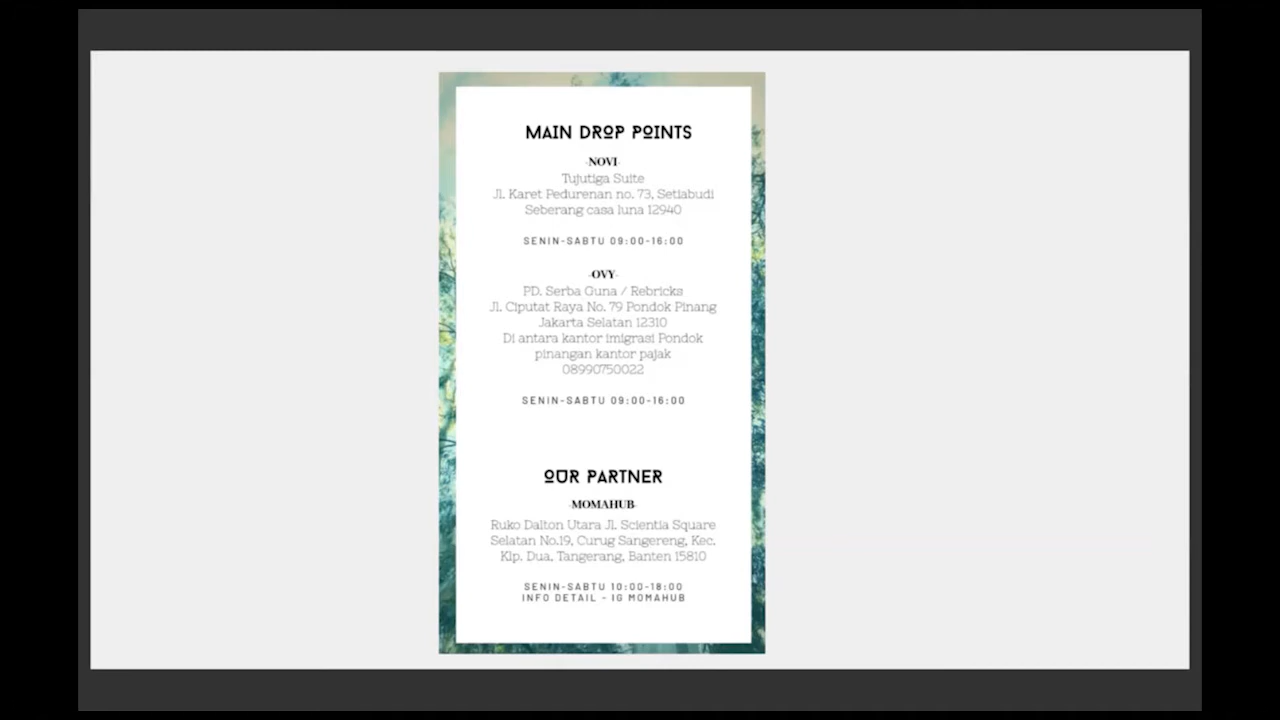 MAIN DROP POINTS
-NOVI-
Tujutiga Suite
Jl. Karet Pedurenan no. 73, Setiabudi
Seberang casa luna 12940
SENIN-SABTU 09:00-16:00
-OVY-
PD. Serba Guna / Rebricks
Jl. Ciputat Raya No. 79 Pondok Pinang
Jakarta Selatan 12310
Di antara kantor imigrasi Pondok
pinangan kantor pajak
08990750022
SENIN-SABTU 09:00-16:00
OUR PARTNER
-MOMAHUB-
Ruko Dalton Utara Jl. Scientia Square
Selatan No.19, Curug Sangereng, Kec.
Klp. Dua, Tangerang, Banten 15810
SENIN-SABTU 10:00-18:00
INFO DETAIL - IG MOMAHUB